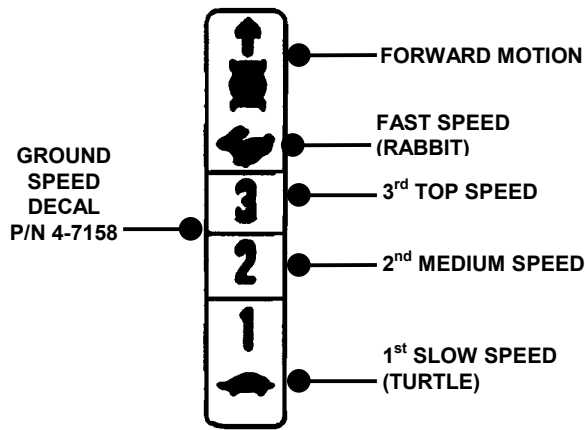 FORWARD MOTION
FAST SPEED
(RABBIT)
GROUND
SPEED
DECAL
P/N 4-7158
3rd TOP SPEED
2nd MEDIUM SPEED
1st SLOW SPEED
(TURTLE)
3
2
1